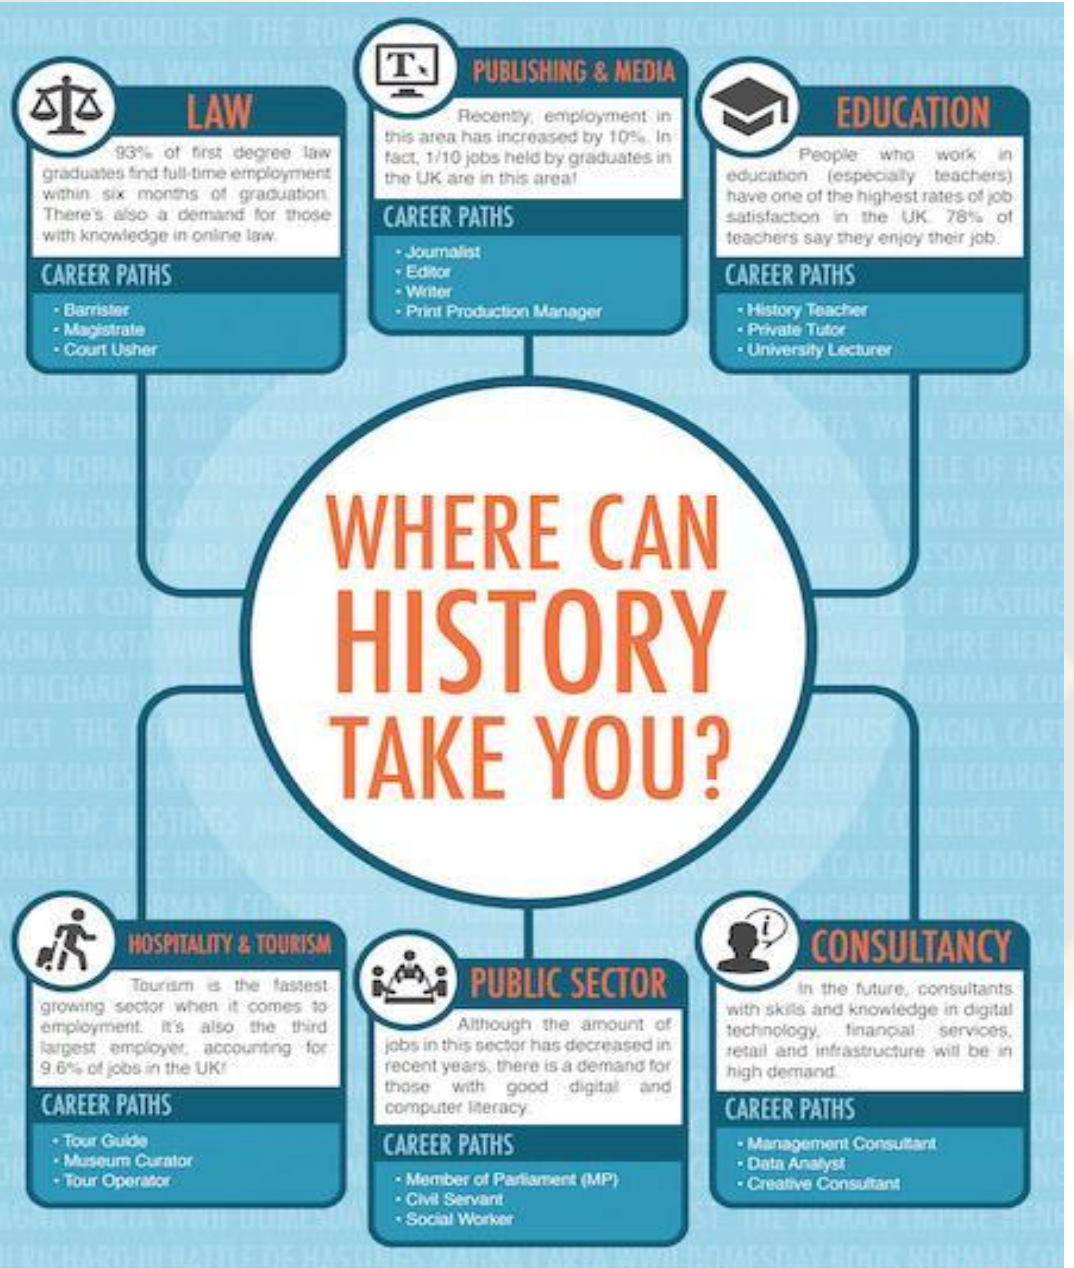 LAW
93% of first degree law
graduates find full-time employment
within six months of graduation.
There's also a demand for those
with knowledge in online law.
CAREER PATHS
• Barrister
• Magistrate
• Court Usher
T
PUBLISHING & MEDIA
Recently, employment in
this area has increased by 10%. In
fact, 1/10 jobs held by graduates in
the UK are in this area!
CAREER PATHS
• Journalist
• Editor
• Writer
• Print Production Manager
EDUCATION
People who work in
education (especially teachers)
have one of the highest rates of job
satisfaction in the UK. 78% of
teachers say they enjoy their job.
CAREER PATHS
• History Teacher
• Private Tutor
• University Lecturer
WHERE CAN
HISTORY
TAKE YOU?
HOSPITALITY & TOURISM
Tourism is the fastest
growing sector when it comes to
employment. It's also the third
largest employer, accounting for
9.6% of jobs in the UK!
CAREER PATHS
• Tour Guide
• Museum Curator
• Tour Operator
PUBLIC SECTOR
Although the amount of
jobs in this sector has decreased in
recent years, there is a demand for
those with good digital and
computer literacy.
CAREER PATHS
• Member of Parliament (MP)
• Civil Servant
• Social Worker
i
CONSULTANCY
In the future, consultants
with skills and knowledge in digital
technology, financial services,
retail and infrastructure will be in
high demand.
CAREER PATHS
• Management Consultant
• Data Analyst
• Creative Consultant